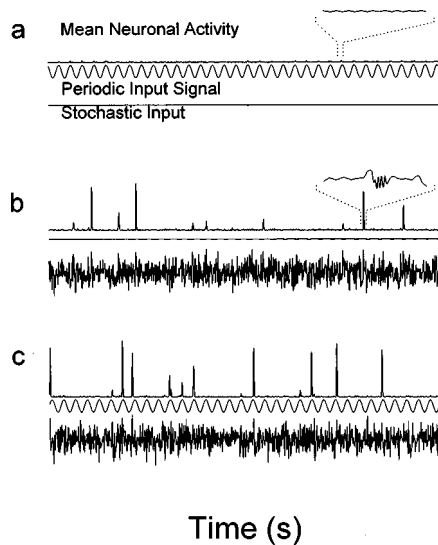 a
Mean Neuronal Activity
Periodic Input Signal
Stochastic Input
b
c
Time (s)